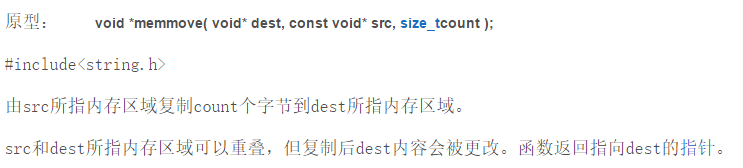 原型： void *memmove( void* dest, const void* src, size_tcount );
#include<string.h>
由src所指内存区域复制count个字节到dest所指内存区域。
src和dest所指内存区域可以重叠，但复制后dest内容会被更改。函数返回指向dest的指针。